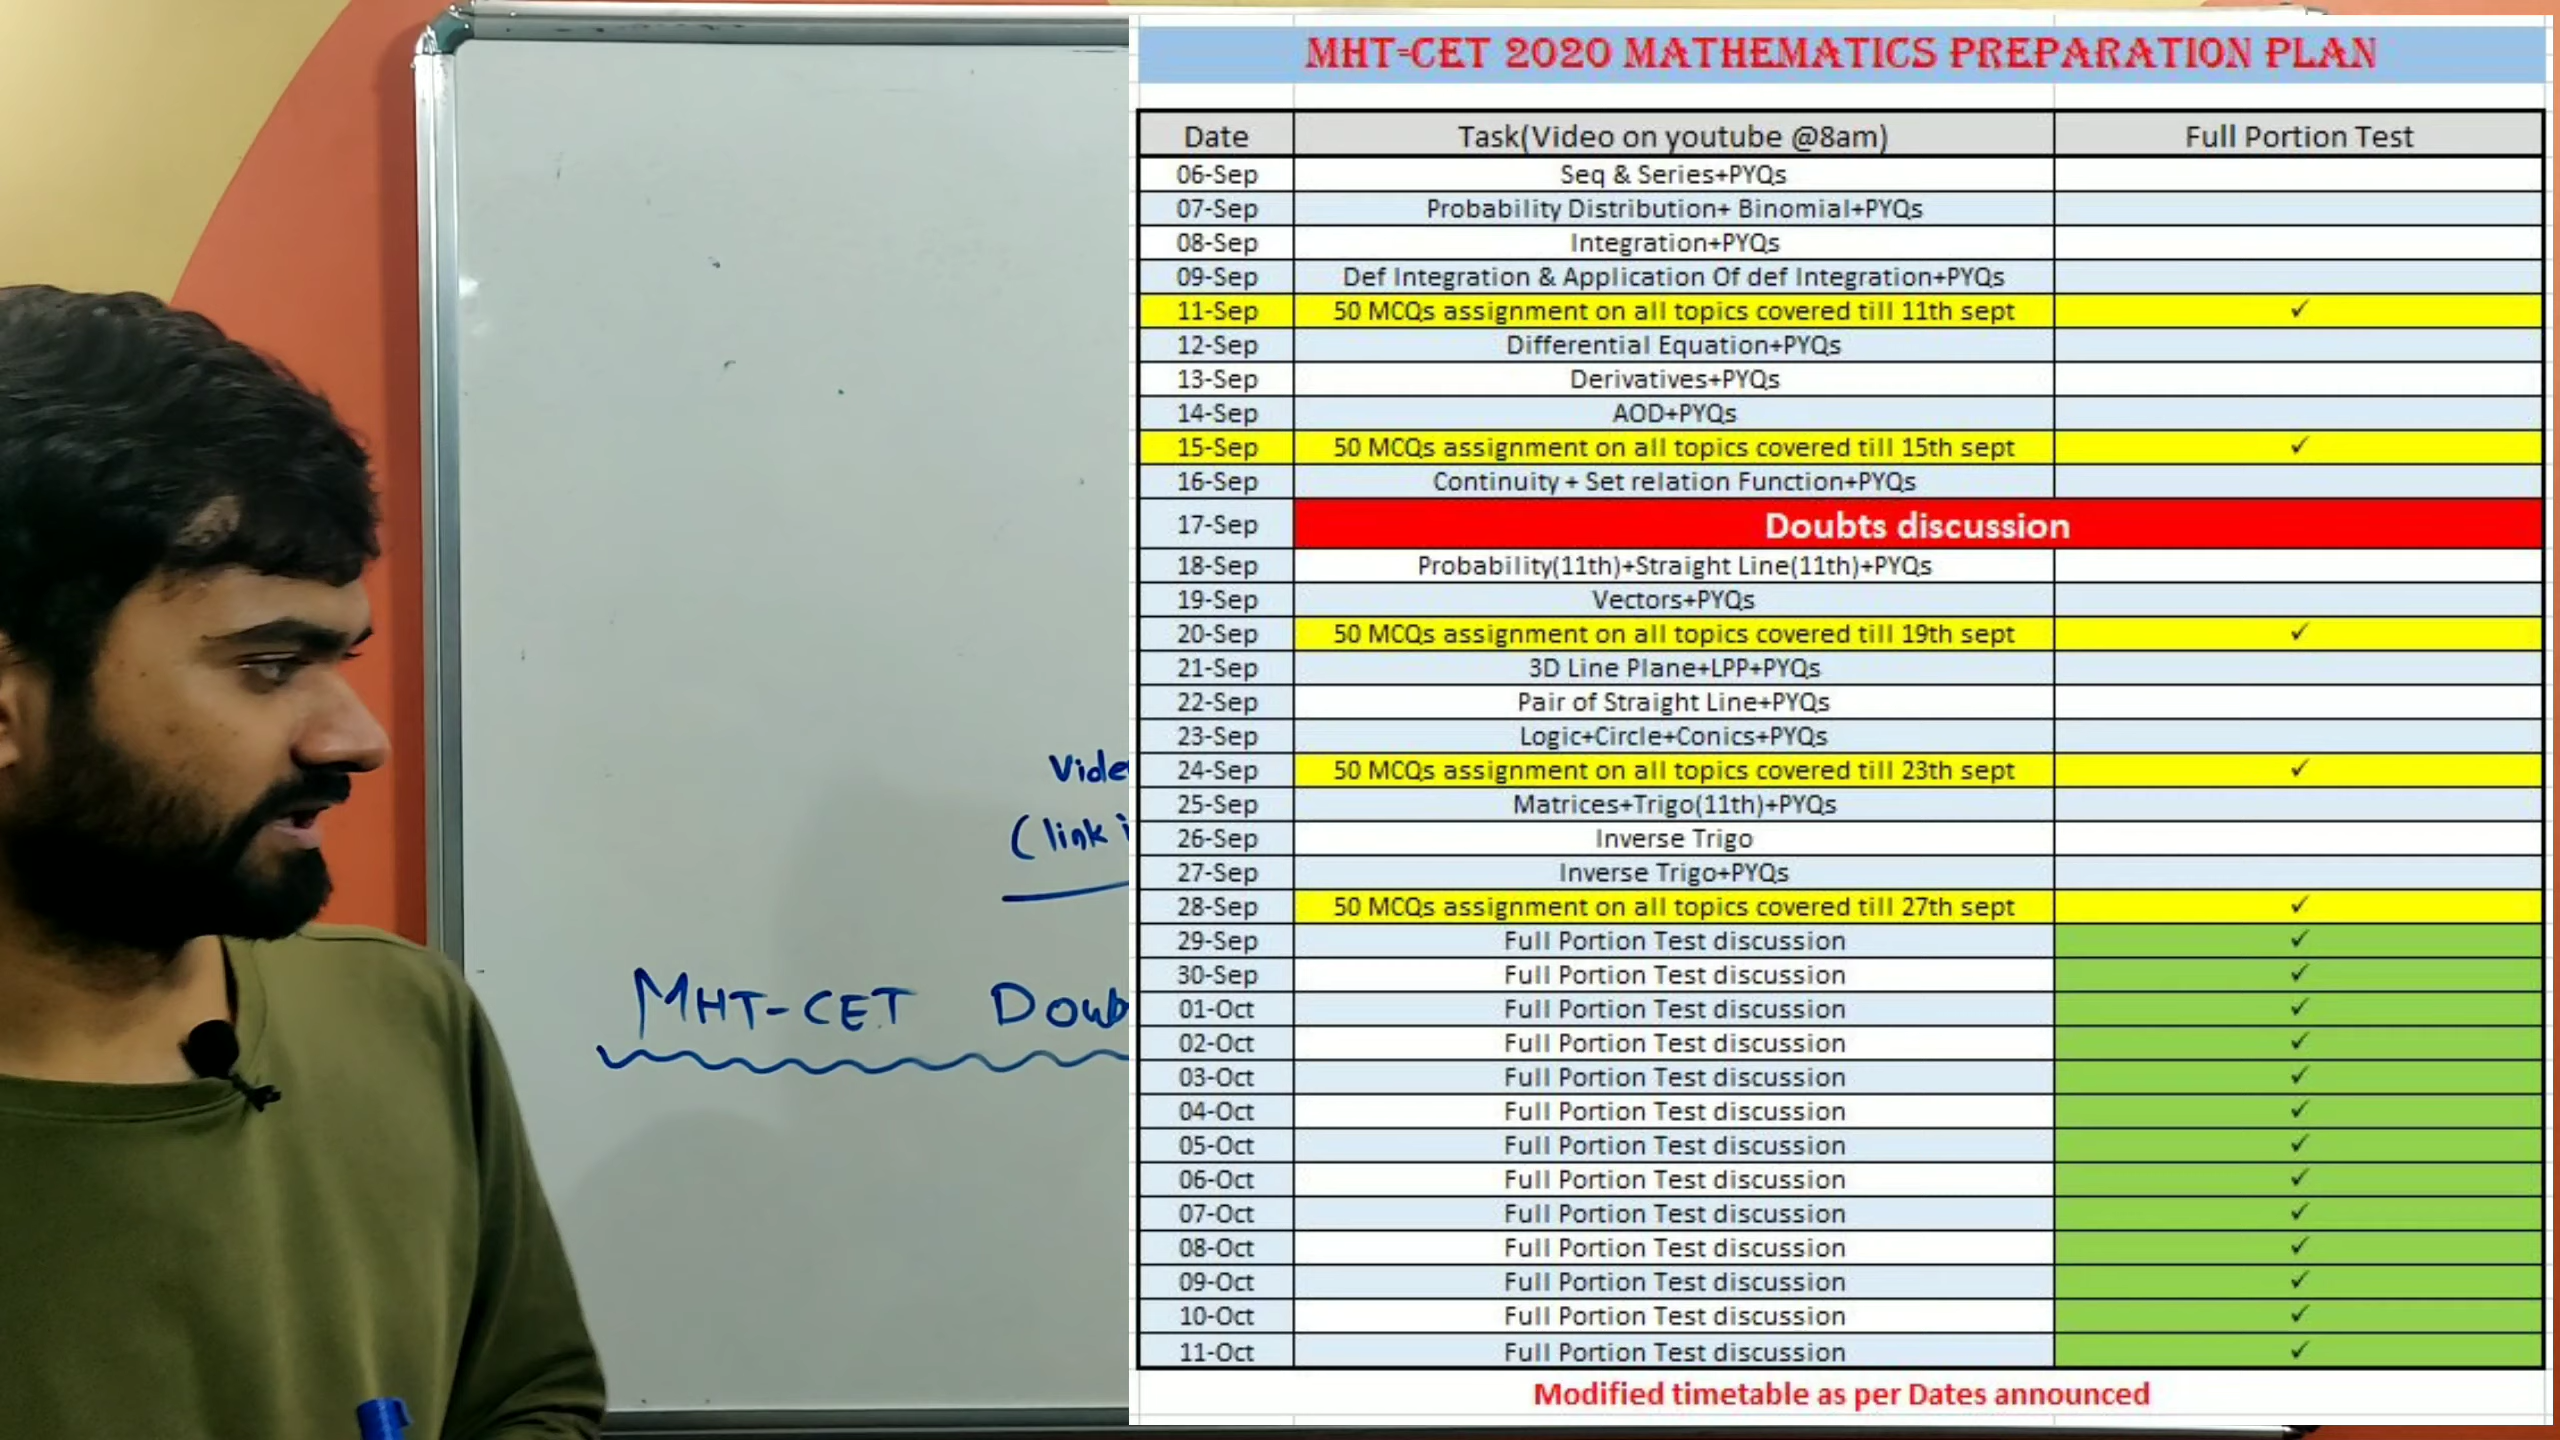 Vide
(link i
MHT-CET Doub
MHT-CET 2020 MATHEMATICS PREPARATION PLAN
Date Task(Video on youtube @8am) Full Portion Test
06-Sep Seq & Series+PYQs
07-Sep Probability Distribution+ Binomial+PYQs
08-Sep Integration+PYQs
09-Sep Def Integration & Application Of def Integration+PYQs
11-Sep 50 MCQs assignment on all topics covered till 11th sept ✓
12-Sep Differential Equation+PYQs
13-Sep Derivatives+PYQs
14-Sep AOD+PYQs
15-Sep 50 MCQs assignment on all topics covered till 15th sept ✓
16-Sep Continuity + Set relation Function+PYQs
17-Sep Doubts discussion
18-Sep Probability(11th)+Straight Line(11th)+PYQs
19-Sep Vectors+PYQs
20-Sep 50 MCQs assignment on all topics covered till 19th sept ✓
21-Sep 3D Line Plane+LPP+PYQs
22-Sep Pair of Straight Line+PYQs
23-Sep Logic+Circle+Conics+PYQs
24-Sep 50 MCQs assignment on all topics covered till 23th sept ✓
25-Sep Matrices+Trigo(11th)+PYQs
26-Sep Inverse Trigo
27-Sep Inverse Trigo+PYQs
28-Sep 50 MCQs assignment on all topics covered till 27th sept ✓
29-Sep Full Portion Test discussion ✓
30-Sep Full Portion Test discussion ✓
01-Oct Full Portion Test discussion ✓
02-Oct Full Portion Test discussion ✓
03-Oct Full Portion Test discussion ✓
04-Oct Full Portion Test discussion ✓
05-Oct Full Portion Test discussion ✓
06-Oct Full Portion Test discussion ✓
07-Oct Full Portion Test discussion ✓
08-Oct Full Portion Test discussion ✓
09-Oct Full Portion Test discussion ✓
10-Oct Full Portion Test discussion ✓
11-Oct Full Portion Test discussion ✓
Modified timetable as per Dates announced